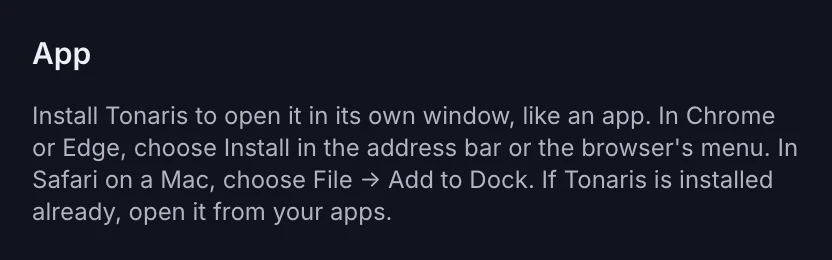 App
Install Tonaris to open it in its own window, like an app. In Chrome
or Edge, choose Install in the address bar or the browser's menu. In
Safari on a Mac, choose File → Add to Dock. If Tonaris is installed
already, open it from your apps.